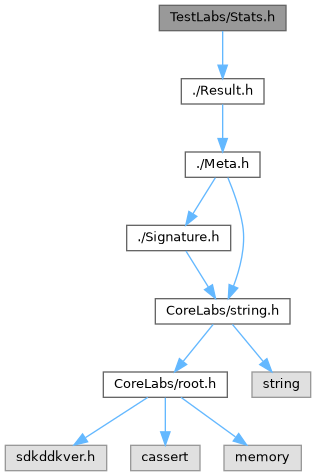 TestLabs/Stats.h
./Result.h
./Meta.h
./Signature.h
CoreLabs/string.h
CoreLabs/root.h
string
sdkddkver.h
cassert
memory